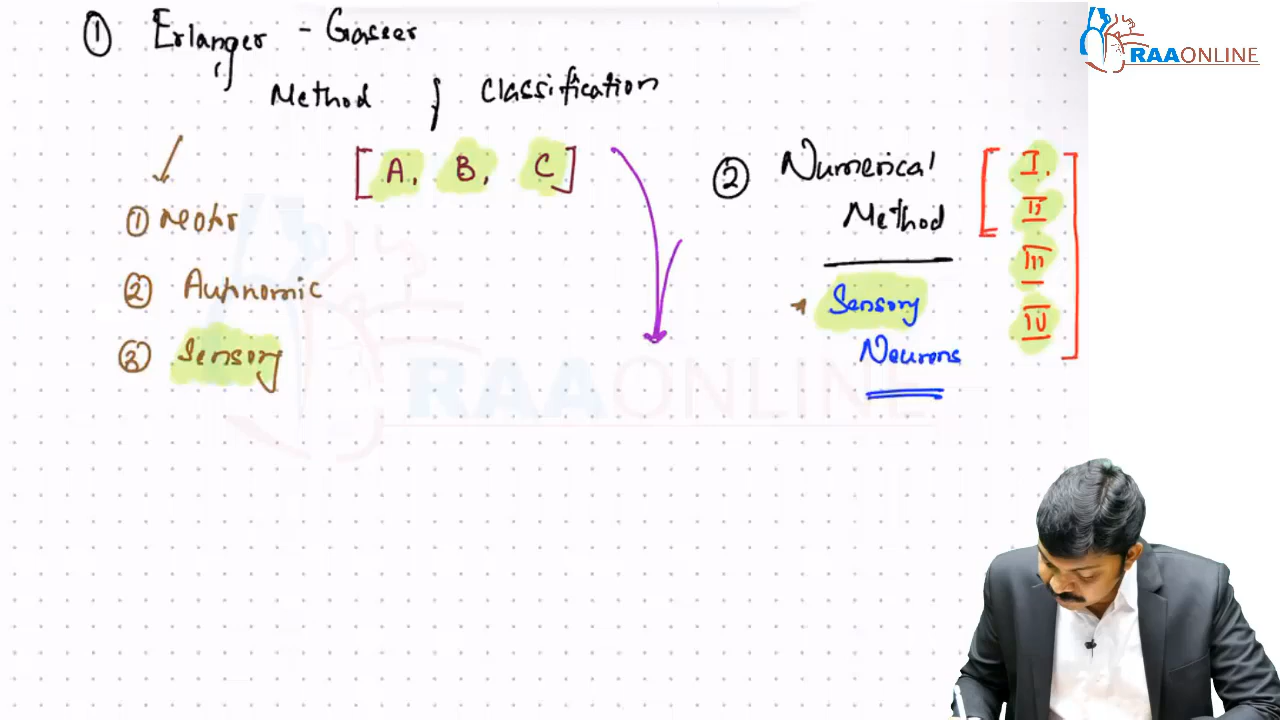 ① Erlanger - Gasser
Method of classification
[A, B, C]
① Motor
② Autonomic
③ Sensory
② Numerical
Method
[I,
II
III
IV]
Sensory
Neurons
RAAONLINE
RAAONLINE